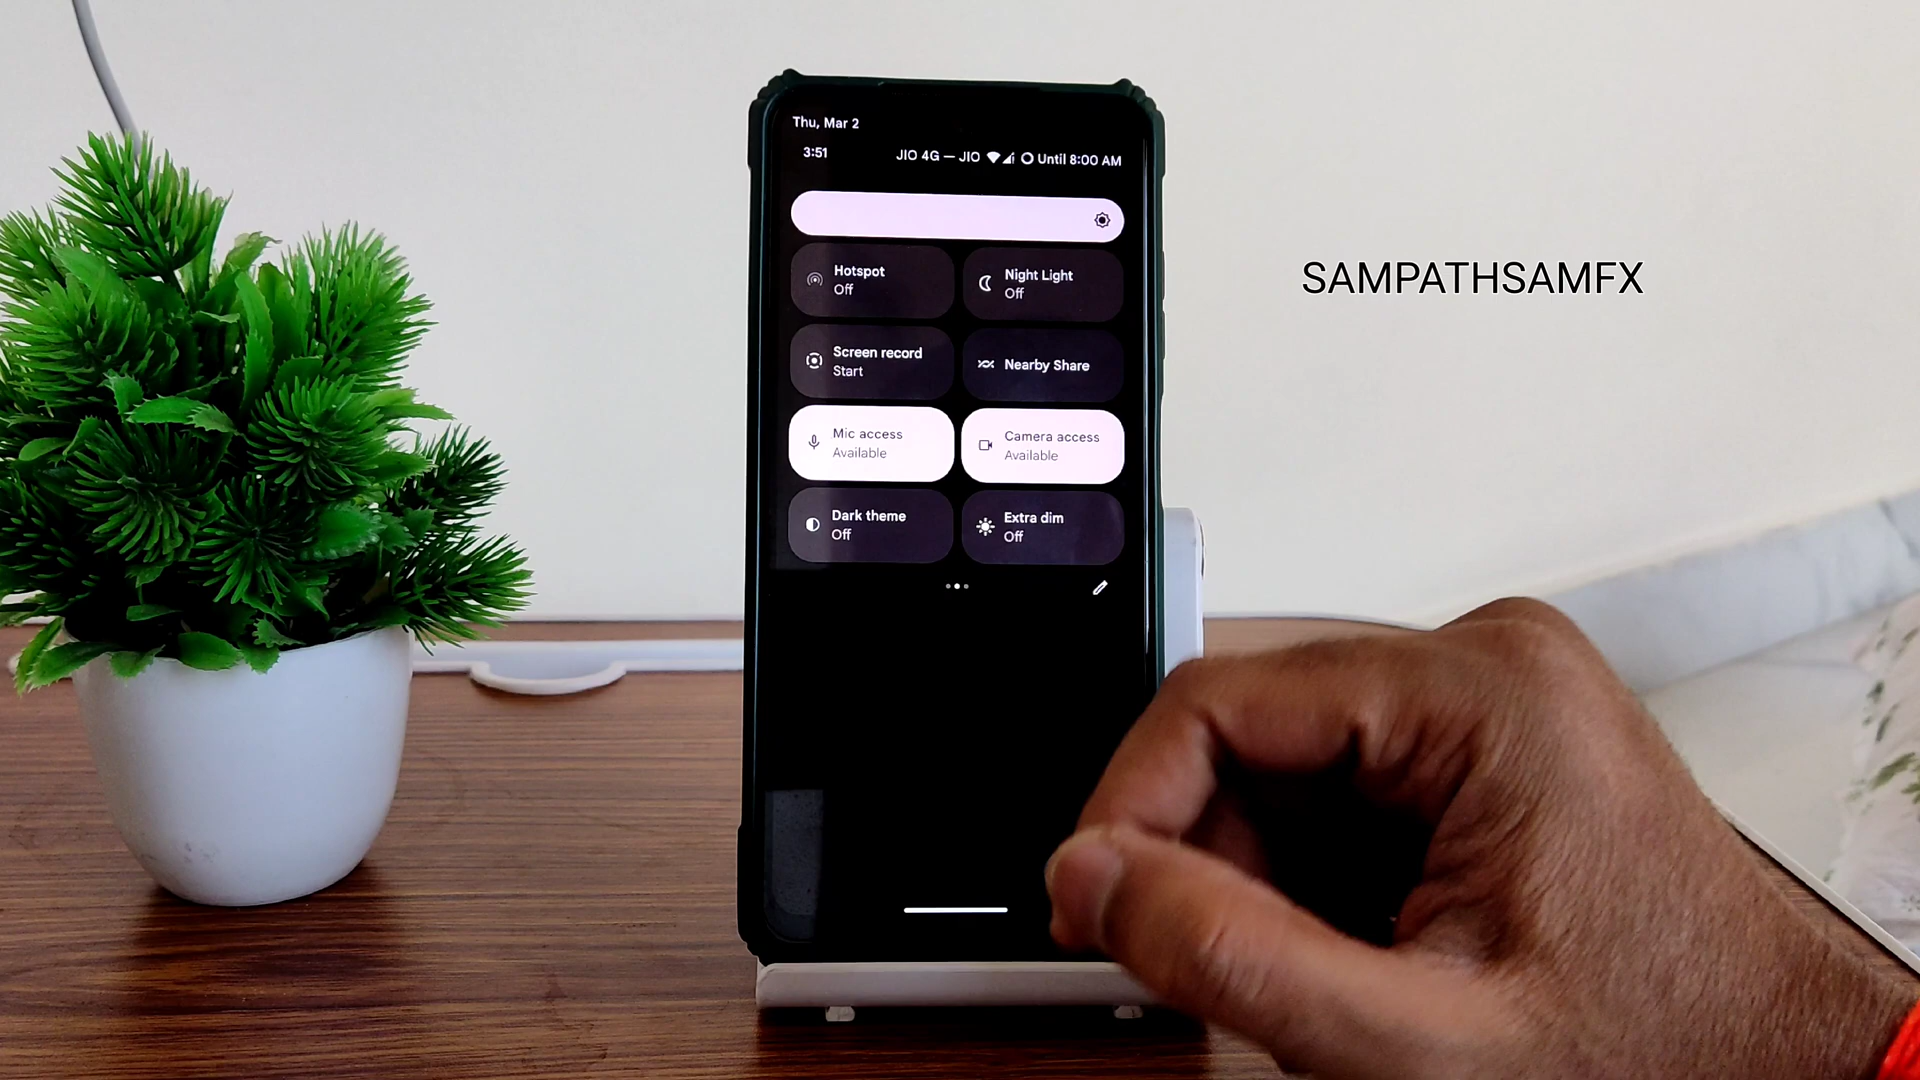 Thu, Mar 2
3:51 JIO 4G — JIO Until 8:00 AM
Hotspot
Off
Night Light
Off
Screen record
Start
Nearby Share
Mic access
Available
Camera access
Available
Dark theme
Off
Extra dim
Off
SAMPATHSAMFX